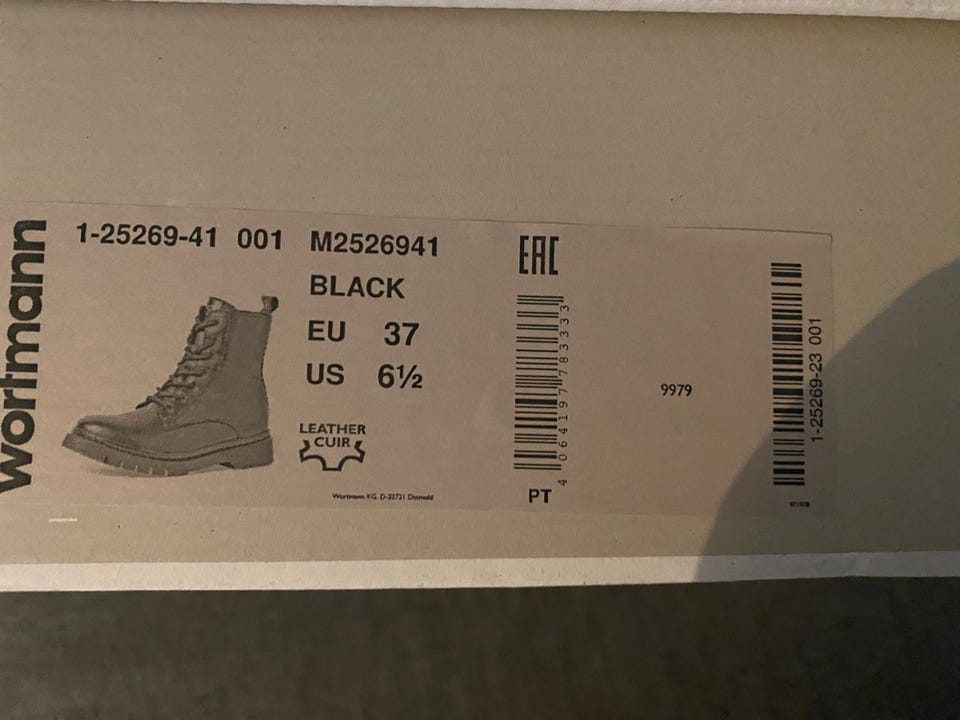 wortmann
1-25269-41 001 M2526941
BLACK
EU 37
US 6½
LEATHER
CUIR
Wortmann KG D-32721 Detmold
EAC
4 064197 783333
PT
9979
1-25269-23 001